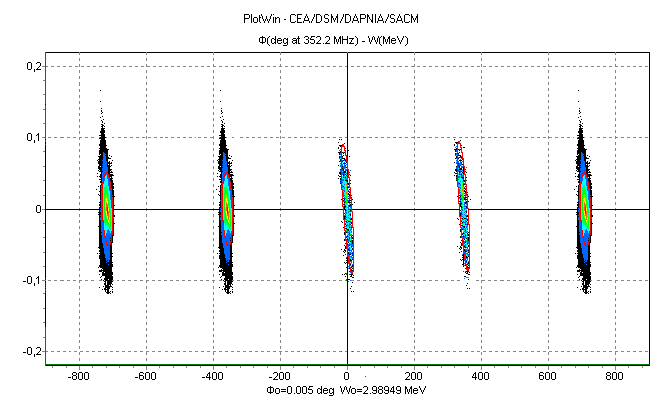 PlotWin - CEA/DSM/DAPNIA/SACM
Φ(deg at 352.2 MHz) - W(MeV)
0,2
0,1
0
-0,1
-0,2
-800 -600 -400 -200 0 200 400 600 800
Φo=0.005 deg Wo=2.98949 MeV